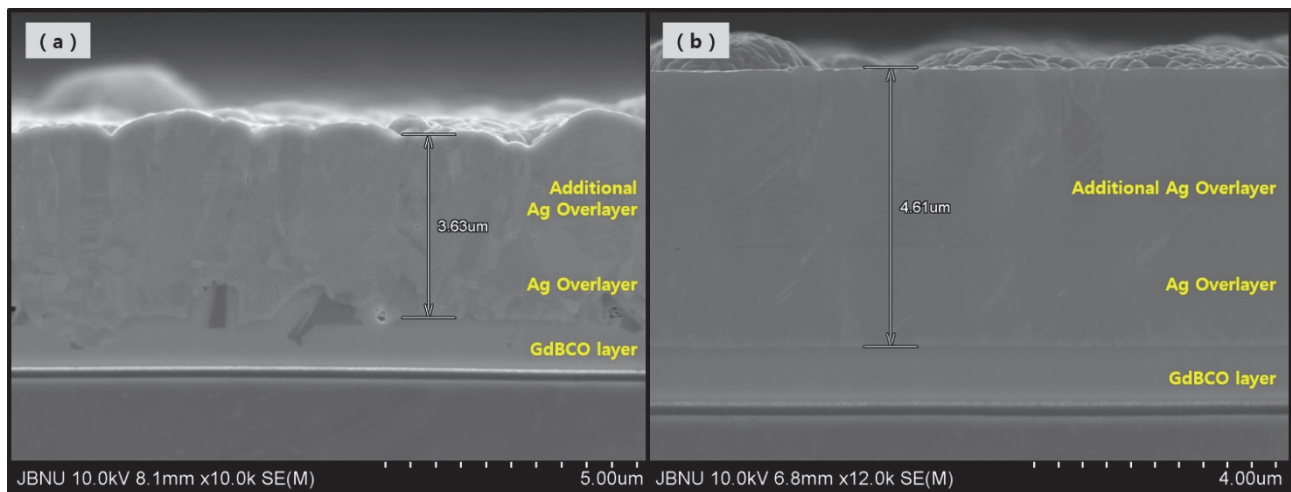 ( a )
Additional
Ag Overlayer
3.63um
Ag Overlayer
GdBCO layer
JBNU 10.0kV 8.1mm x10.0k SE(M)
5.00um
( b )
Additional Ag Overlayer
4.61um
Ag Overlayer
GdBCO layer
JBNU 10.0kV 6.8mm x12.0k SE(M)
4.00um